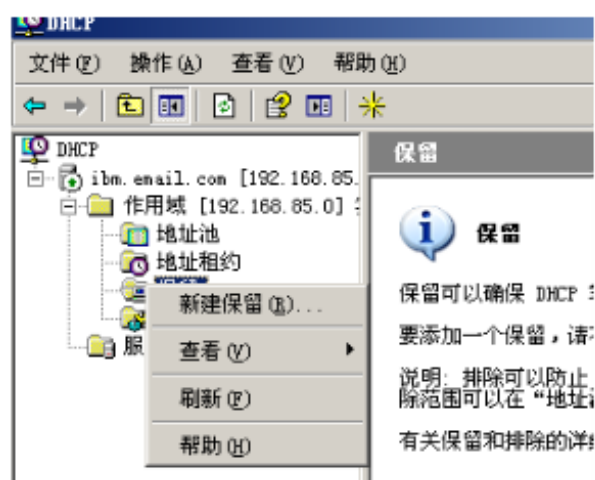 DHCP
文件(F) 操作(A) 查看(V) 帮助(H)
DHCP
ibm.email.com [192.168.85.
作用域 [192.168.85.0]
地址池
地址租约
服
新建保留(R)...
查看(V)
刷新(F)
帮助(H)
保留
保留
保留可以确保 DHCP
要添加一个保留，请
说明: 排除可以防止
除范围可以在“地址
有关保留和排除的详